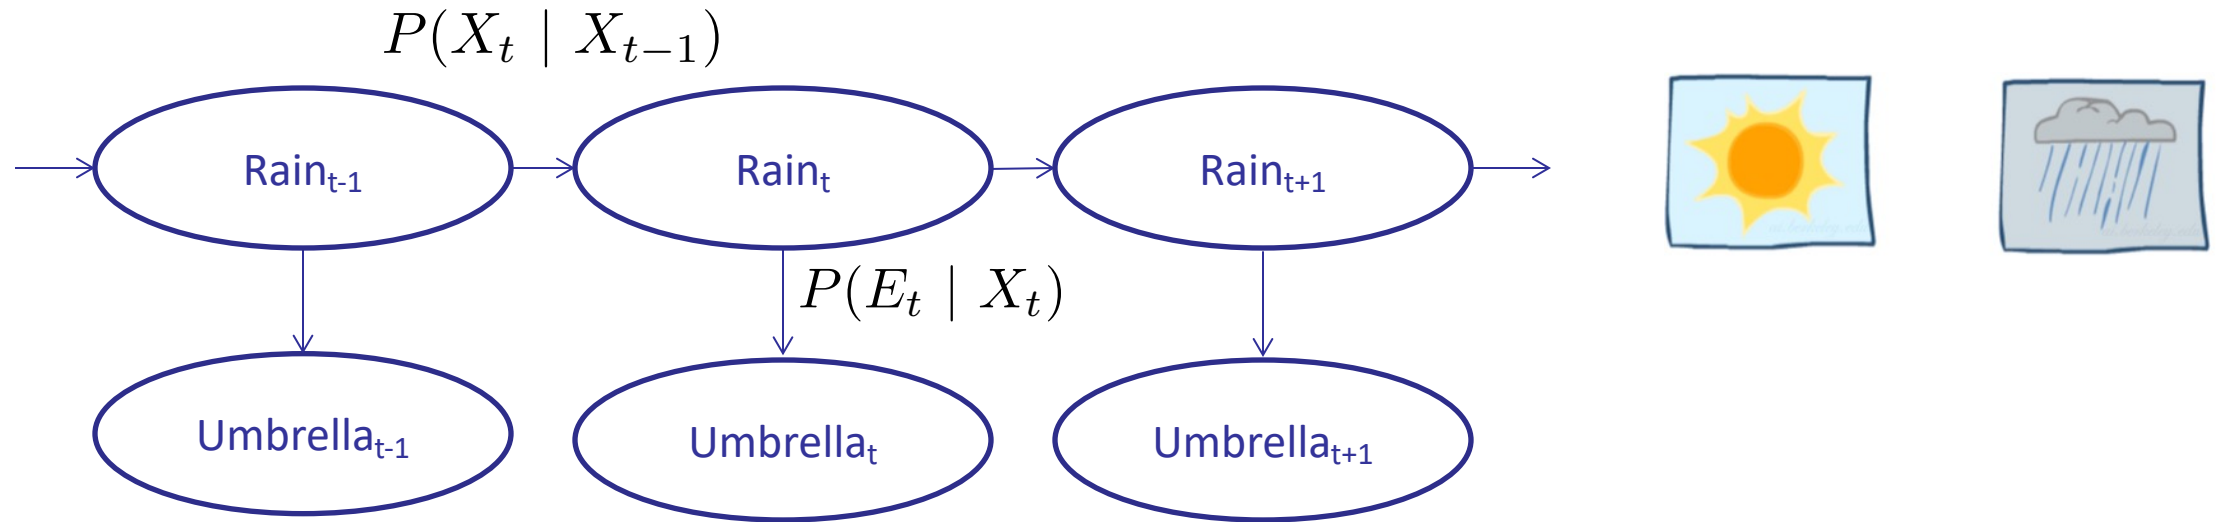 P(X_t | X_{t−1})
Rain_{t-1}
Rain_t
Rain_{t+1}
P(E_t | X_t)
Umbrella_{t-1}
Umbrella_t
Umbrella_{t+1}